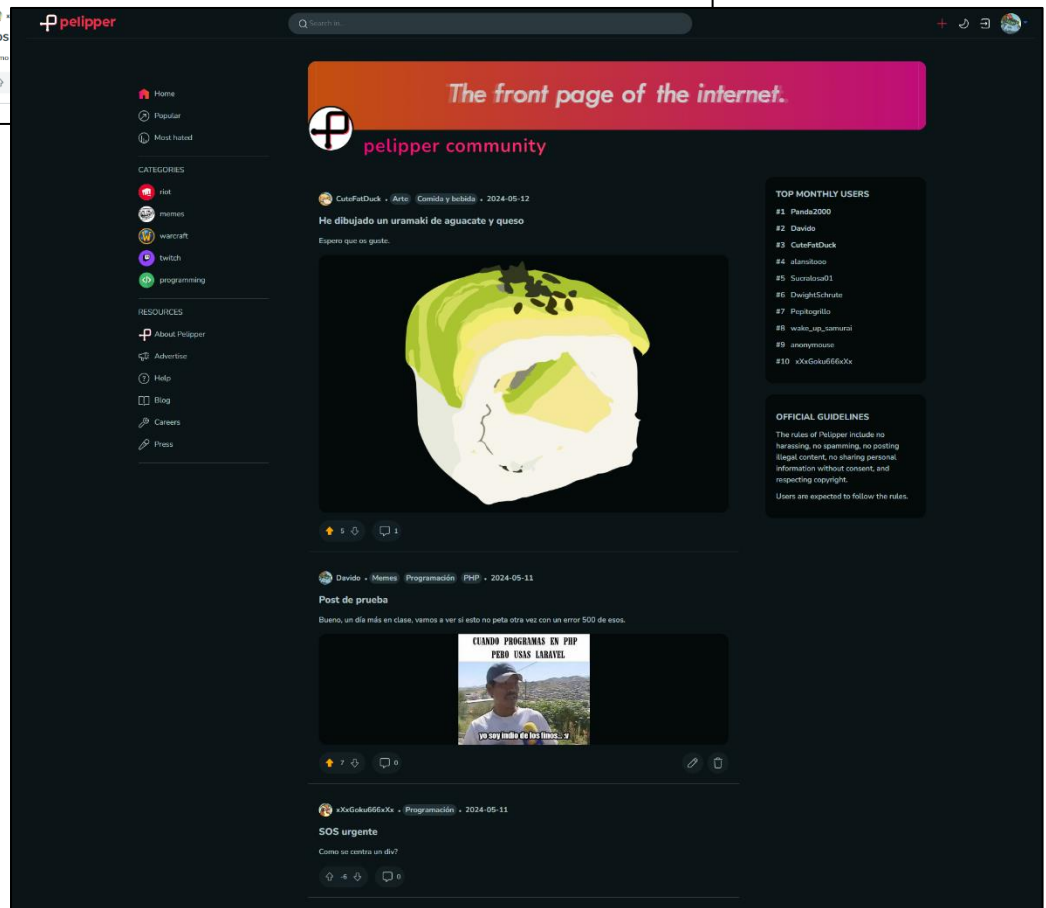 pelipper
Search in...
Home
Popular
Most hated
CATEGORIES
riot
memes
warcraft
twitch
programming
RESOURCES
About Pelipper
Advertise
Help
Blog
Careers
Press
The front page of the internet.
pelipper community
CuteFatDuck • Arte Comida y bebida • 2024-05-12
He dibujado un uramaki de aguacate y queso
Espero que os guste.
5 1
Davido • Memes Programación PHP • 2024-05-11
Post de prueba
Bueno, un día más en clase, vamos a ver si esto no peta otra vez con un error 500 de esos.
CUANDO PROGRAMAS EN PHP
PERO USAS LARAVEL
yo soy indio de los finos... :v
7 0
xXxGoku666xXx • Programación • 2024-05-11
SOS urgente
Como se centra un div?
-6 0
TOP MONTHLY USERS
#1 Panda2000
#2 Davido
#3 CuteFatDuck
#4 alansitooo
#5 Sucralosa01
#6 DwightSchrute
#7 Pepitogrillo
#8 wake_up_samurai
#9 anonymouse
#10 xXxGoku666xXx
OFFICIAL GUIDELINES
The rules of Pelipper include no
harassing, no spamming, no posting
illegal content, no sharing personal
information without consent, and
respecting copyright.
Users are expected to follow the rules.